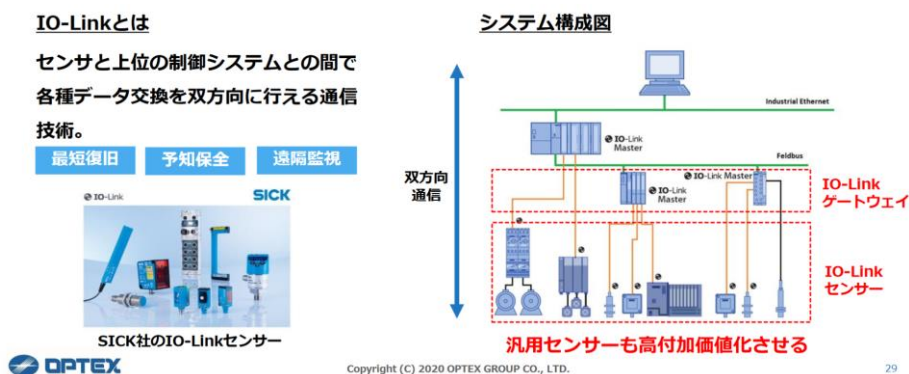 IO-Linkとは
センサと上位の制御システムとの間で
各種データ交換を双方向に行える通信
技術。
最短復旧
予知保全
遠隔監視
IO-Link
SICK
SICK社のIO-Linkセンサー
システム構成図
Industrial Ethernet
IO-Link
Master
Feldbus
双方向
通信
IO-Link
Master
IO-Link Master
IO-Link
ゲートウェイ
IO-Link
センサー
汎用センサーも高付加価値化させる
OPTEX
Copyright (C) 2020 OPTEX GROUP CO., LTD.
29